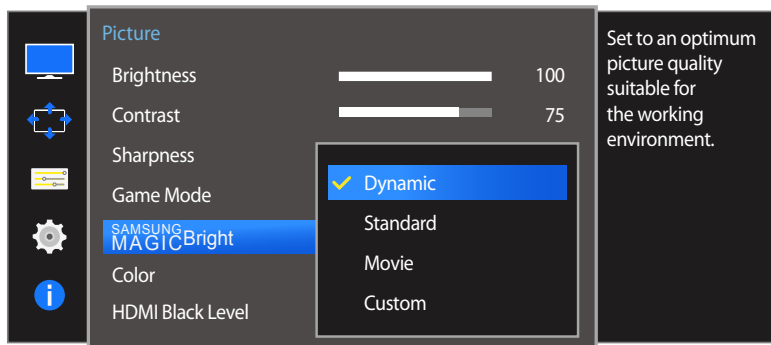 Picture
Brightness 100
Contrast 75
Sharpness
Game Mode
SAMSUNG
MAGICBright
Color
HDMI Black Level
Dynamic
Standard
Movie
Custom
Set to an optimum
picture quality
suitable for
the working
environment.
i